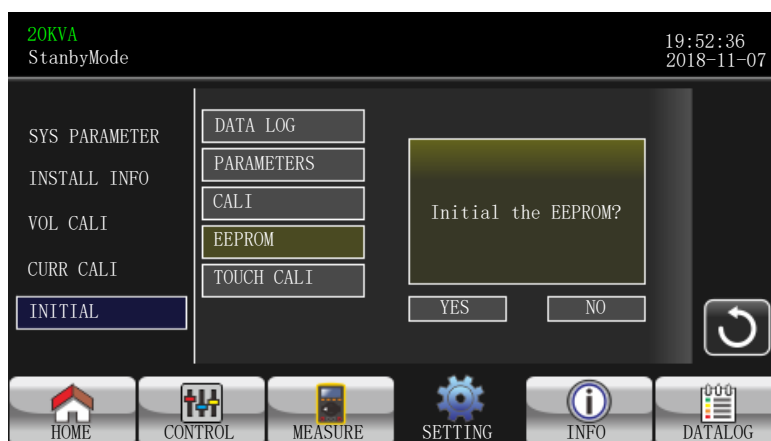 20KVA
StanbyMode
19:52:36
2018-11-07
SYS PARAMETER
INSTALL INFO
VOL CALI
CURR CALI
INITIAL
DATA LOG
PARAMETERS
CALI
EEPROM
TOUCH CALI
Initial the EEPROM?
YES
NO
HOME
CONTROL
MEASURE
SETTING
INFO
DATALOG